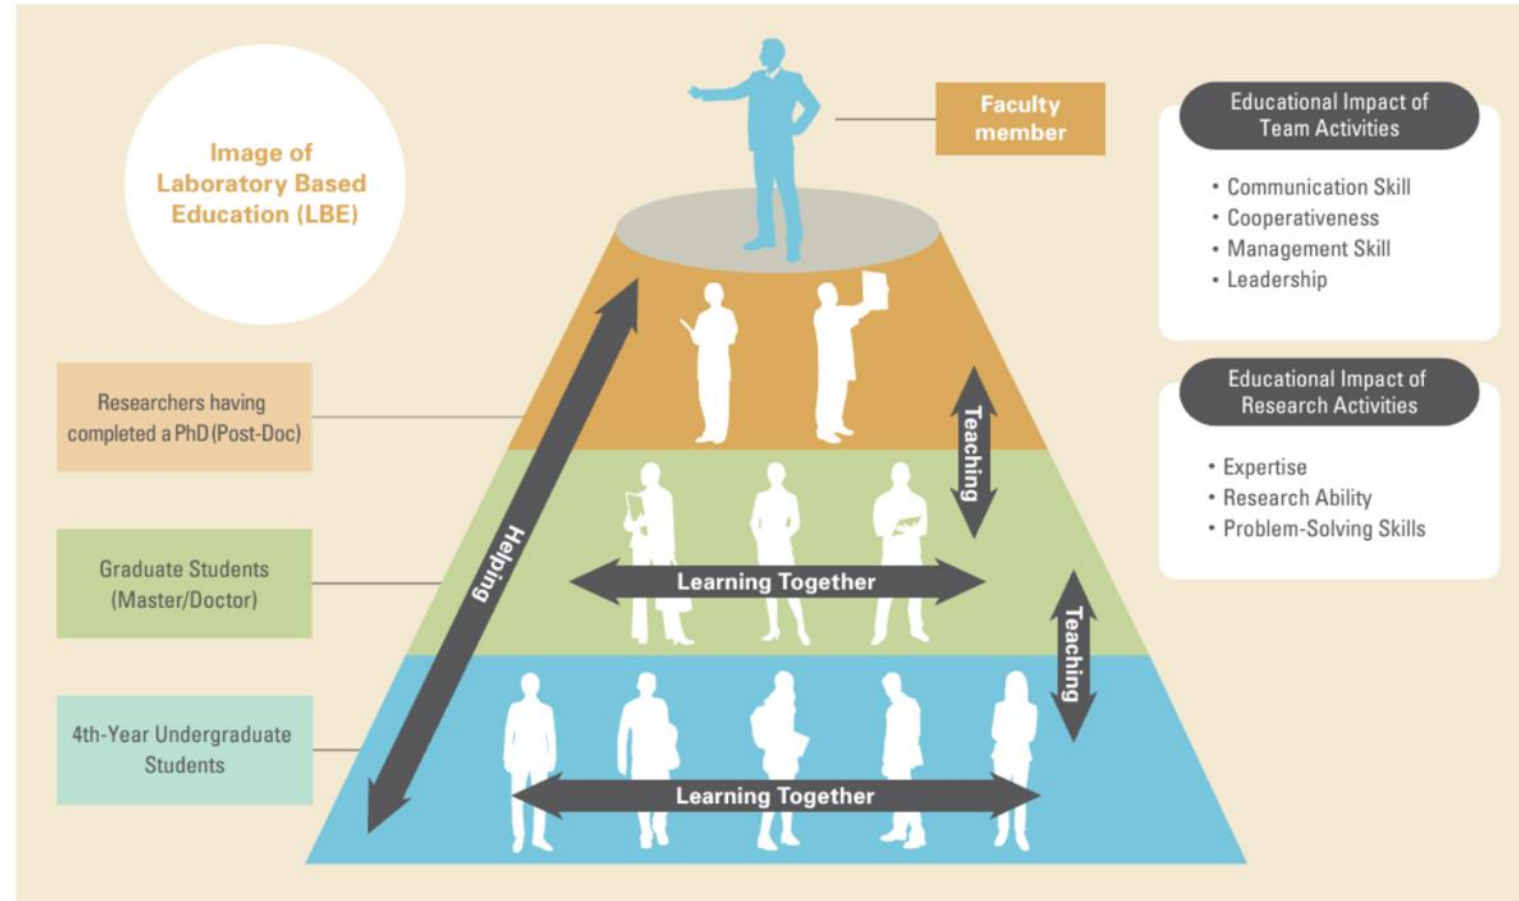 Image of
Laboratory Based
Education (LBE)
Faculty
member
Researchers having
completed a PhD (Post-Doc)
Graduate Students
(Master/Doctor)
4th-Year Undergraduate
Students
Helping
Teaching
Learning Together
Teaching
Learning Together
Educational Impact of
Team Activities
• Communication Skill
• Cooperativeness
• Management Skill
• Leadership
Educational Impact of
Research Activities
• Expertise
• Research Ability
• Problem-Solving Skills